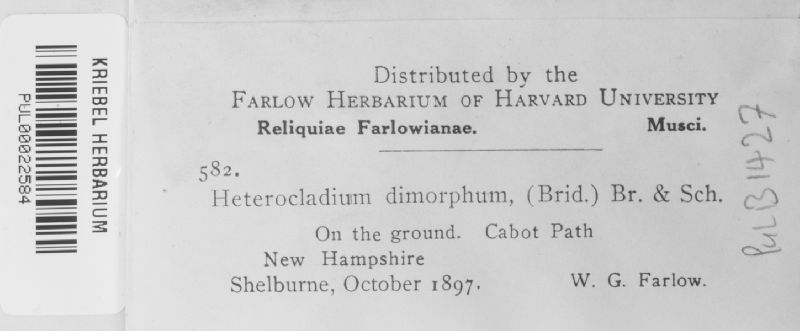 KRIEBEL HERBARIUM
PUL00022584
Distributed by the
FARLOW HERBARIUM OF HARVARD UNIVERSITY
Reliquiae Farlowianae. Musci.
582.
Heterocladium dimorphum, (Brid.) Br. & Sch.
On the ground. Cabot Path
New Hampshire
Shelburne, October 1897. W. G. Farlow.
PULB1427